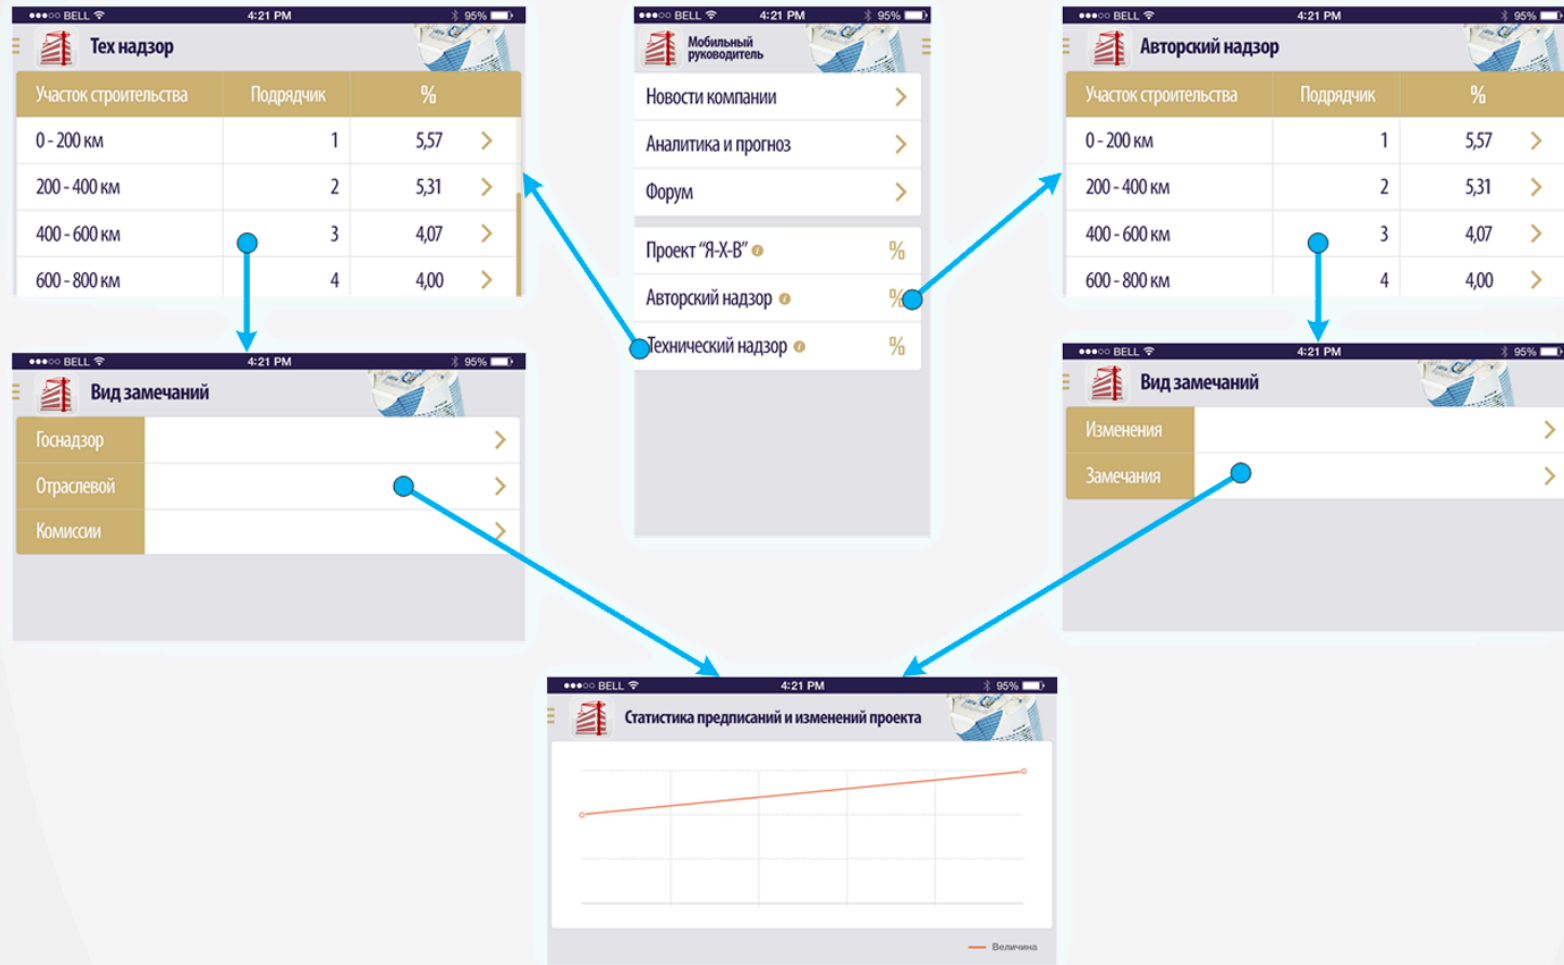 BELL 4:21 PM 95%
Тех надзор
Участок строительства Подрядчик %
0 - 200 км 1 5,57
200 - 400 км 2 5,31
400 - 600 км 3 4,07
600 - 800 км 4 4,00
BELL 4:21 PM 95%
Мобильный
руководитель
Новости компании
Аналитика и прогноз
Форум
Проект “Я-Х-В” %
Авторский надзор %
Технический надзор %
BELL 4:21 PM 95%
Авторский надзор
Участок строительства Подрядчик %
0 - 200 км 1 5,57
200 - 400 км 2 5,31
400 - 600 км 3 4,07
600 - 800 км 4 4,00
BELL 4:21 PM 95%
Вид замечаний
Госнадзор
Отраслевой
Комиссии
BELL 4:21 PM 95%
Вид замечаний
Изменения
Замечания
BELL 4:21 PM 95%
Статистика предписаний и изменений проекта
Величина